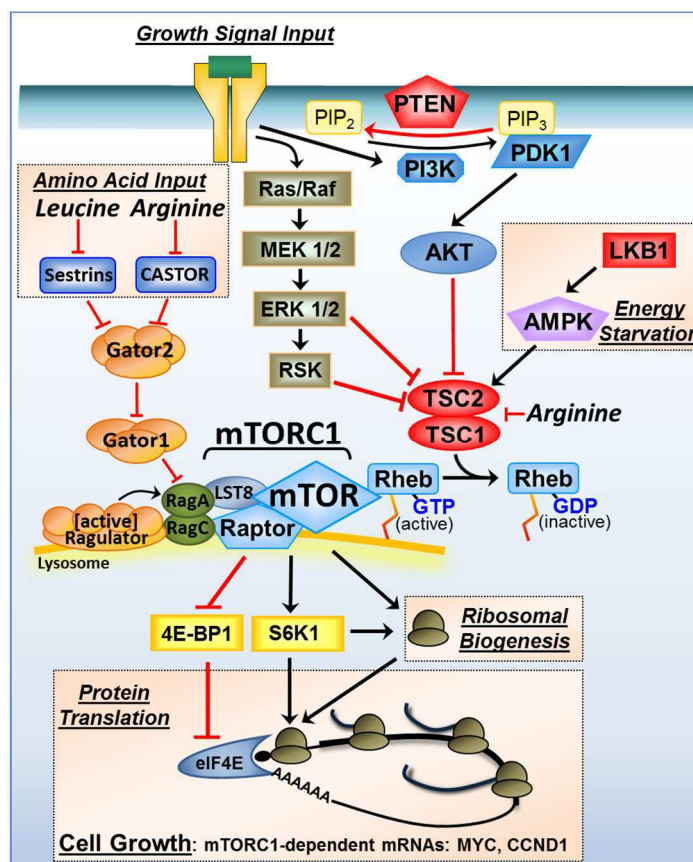 Growth Signal Input
PTEN
PIP2
PIP3
PI3K
PDK1
Amino Acid Input
Leucine Arginine
Sestrins
CASTOR
Ras/Raf
MEK 1/2
ERK 1/2
RSK
AKT
LKB1
AMPK
Energy
Starvation
Gator2
Gator1
TSC2
TSC1
Arginine
mTORC1
RagA
LST8
mTOR
Rheb
GTP
(active)
Rheb
GDP
(inactive)
[active]
Ragulator
RagC
Raptor
Lysosome
4E-BP1
S6K1
Ribosomal
Biogenesis
Protein
Translation
eIF4E
AAAAAA
Cell Growth: mTORC1-dependent mRNAs: MYC, CCND1